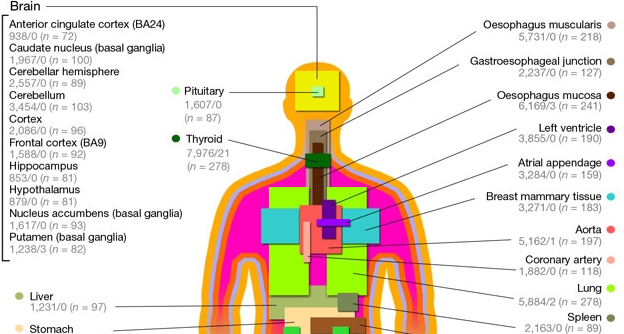 Brain
Anterior cingulate cortex (BA24)
938/0 (n = 72)
Caudate nucleus (basal ganglia)
1,967/0 (n = 100)
Cerebellar hemisphere
2,557/0 (n = 89)
Cerebellum
3,454/0 (n = 103)
Cortex
2,086/0 (n = 96)
Frontal cortex (BA9)
1,588/0 (n = 92)
Hippocampus
853/0 (n = 81)
Hypothalamus
879/0 (n = 81)
Nucleus accumbens (basal ganglia)
1,617/0 (n = 93)
Putamen (basal ganglia)
1,238/3 (n = 82)
Liver
1,231/0 (n = 97)
Stomach
Pituitary
1,607/0
(n = 87)
Thyroid
7,976/21
(n = 278)
Oesophagus muscularis
5,731/0 (n = 218)
Gastroesophageal junction
2,237/0 (n = 127)
Oesophagus mucosa
6,169/3 (n = 241)
Left ventricle
3,855/0 (n = 190)
Atrial appendage
3,284/0 (n = 159)
Breast mammary tissue
3,271/0 (n = 183)
Aorta
5,162/1 (n = 197)
Coronary artery
1,882/0 (n = 118)
Lung
5,884/2 (n = 278)
Spleen
2,163/0 (n = 89)